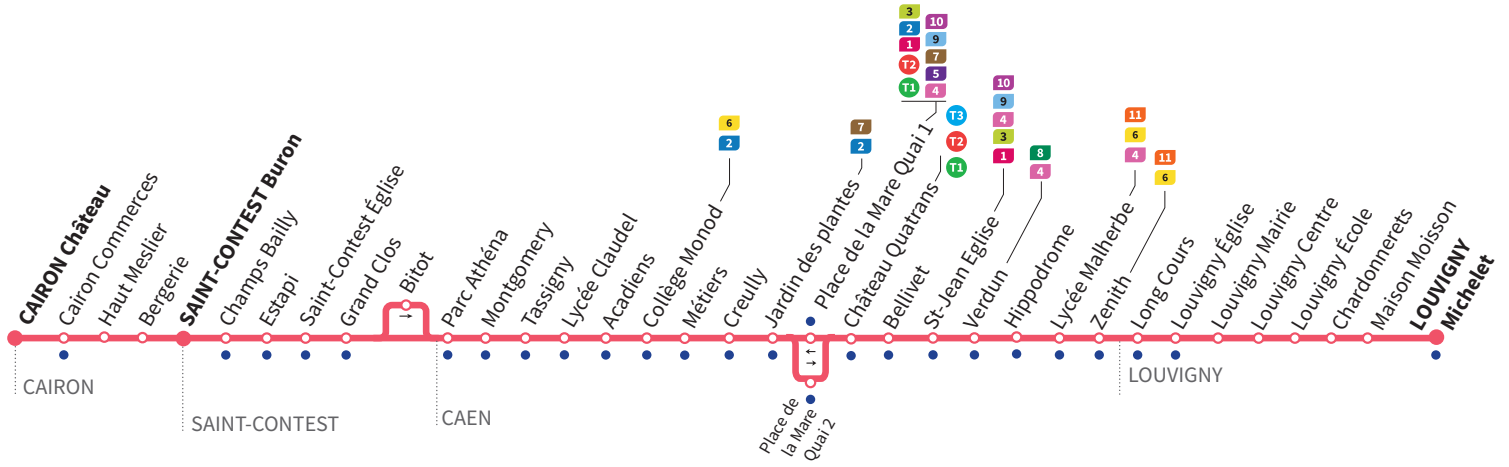 CAIRON Château
Cairon Commerces
Haut Meslier
Bergerie
SAINT-CONTEST Buron
Champs Bailly
Estapi
Saint-Contest Église
Grand Clos
Bitot
→
Parc Athéna
Montgomery
Tassigny
Lycée Claudel
Acadiens
Collège Monod
6
2
Métiers
Creully
Jardin des plantes
7
2
Place de la Mare Quai 1
3
2
1
T2
T1
10
9
7
5
4
←
→
Place de
la Mare
Quai 2
Château Quatrans
T3
T2
T1
Bellivet
St-Jean Eglise
10
9
4
3
1
Verdun
8
4
Hippodrome
Lycée Malherbe
11
6
4
Zenith
11
6
Long Cours
Louvigny Église
Louvigny Mairie
Louvigny Centre
Louvigny École
Chardonnerets
Maison Moisson
LOUVIGNY
Michelet
CAIRON
SAINT-CONTEST
CAEN
LOUVIGNY